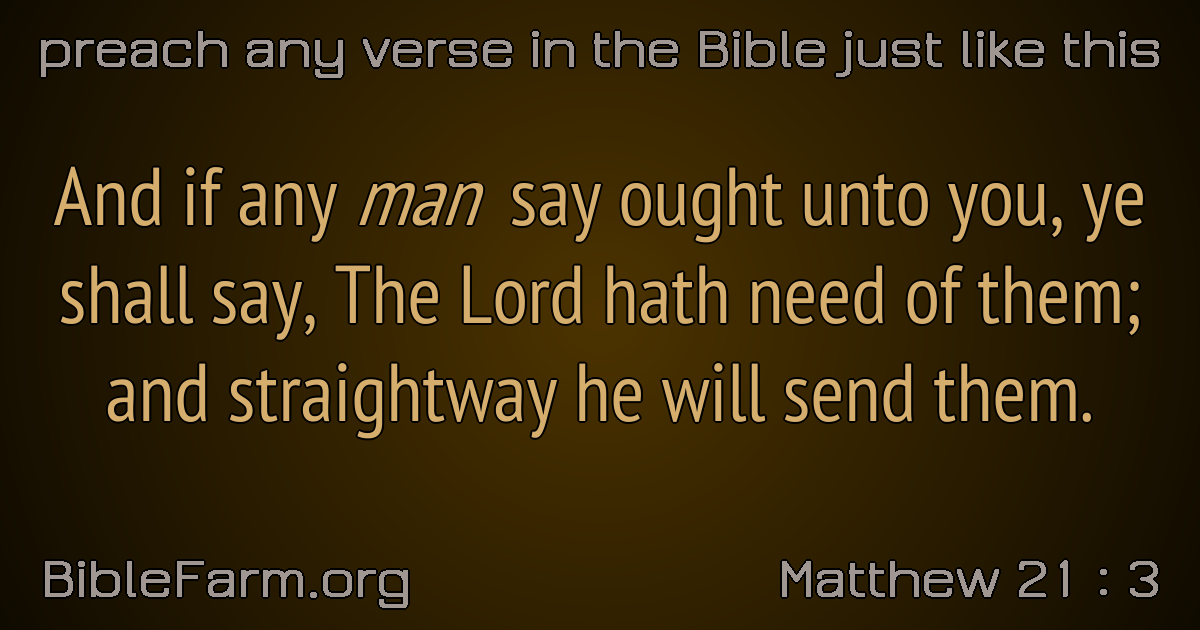 preach any verse in the Bible just like this
And if any man say ought unto you, ye
shall say, The Lord hath need of them;
and straightway he will send them.
BibleFarm.org
Matthew 21 : 3